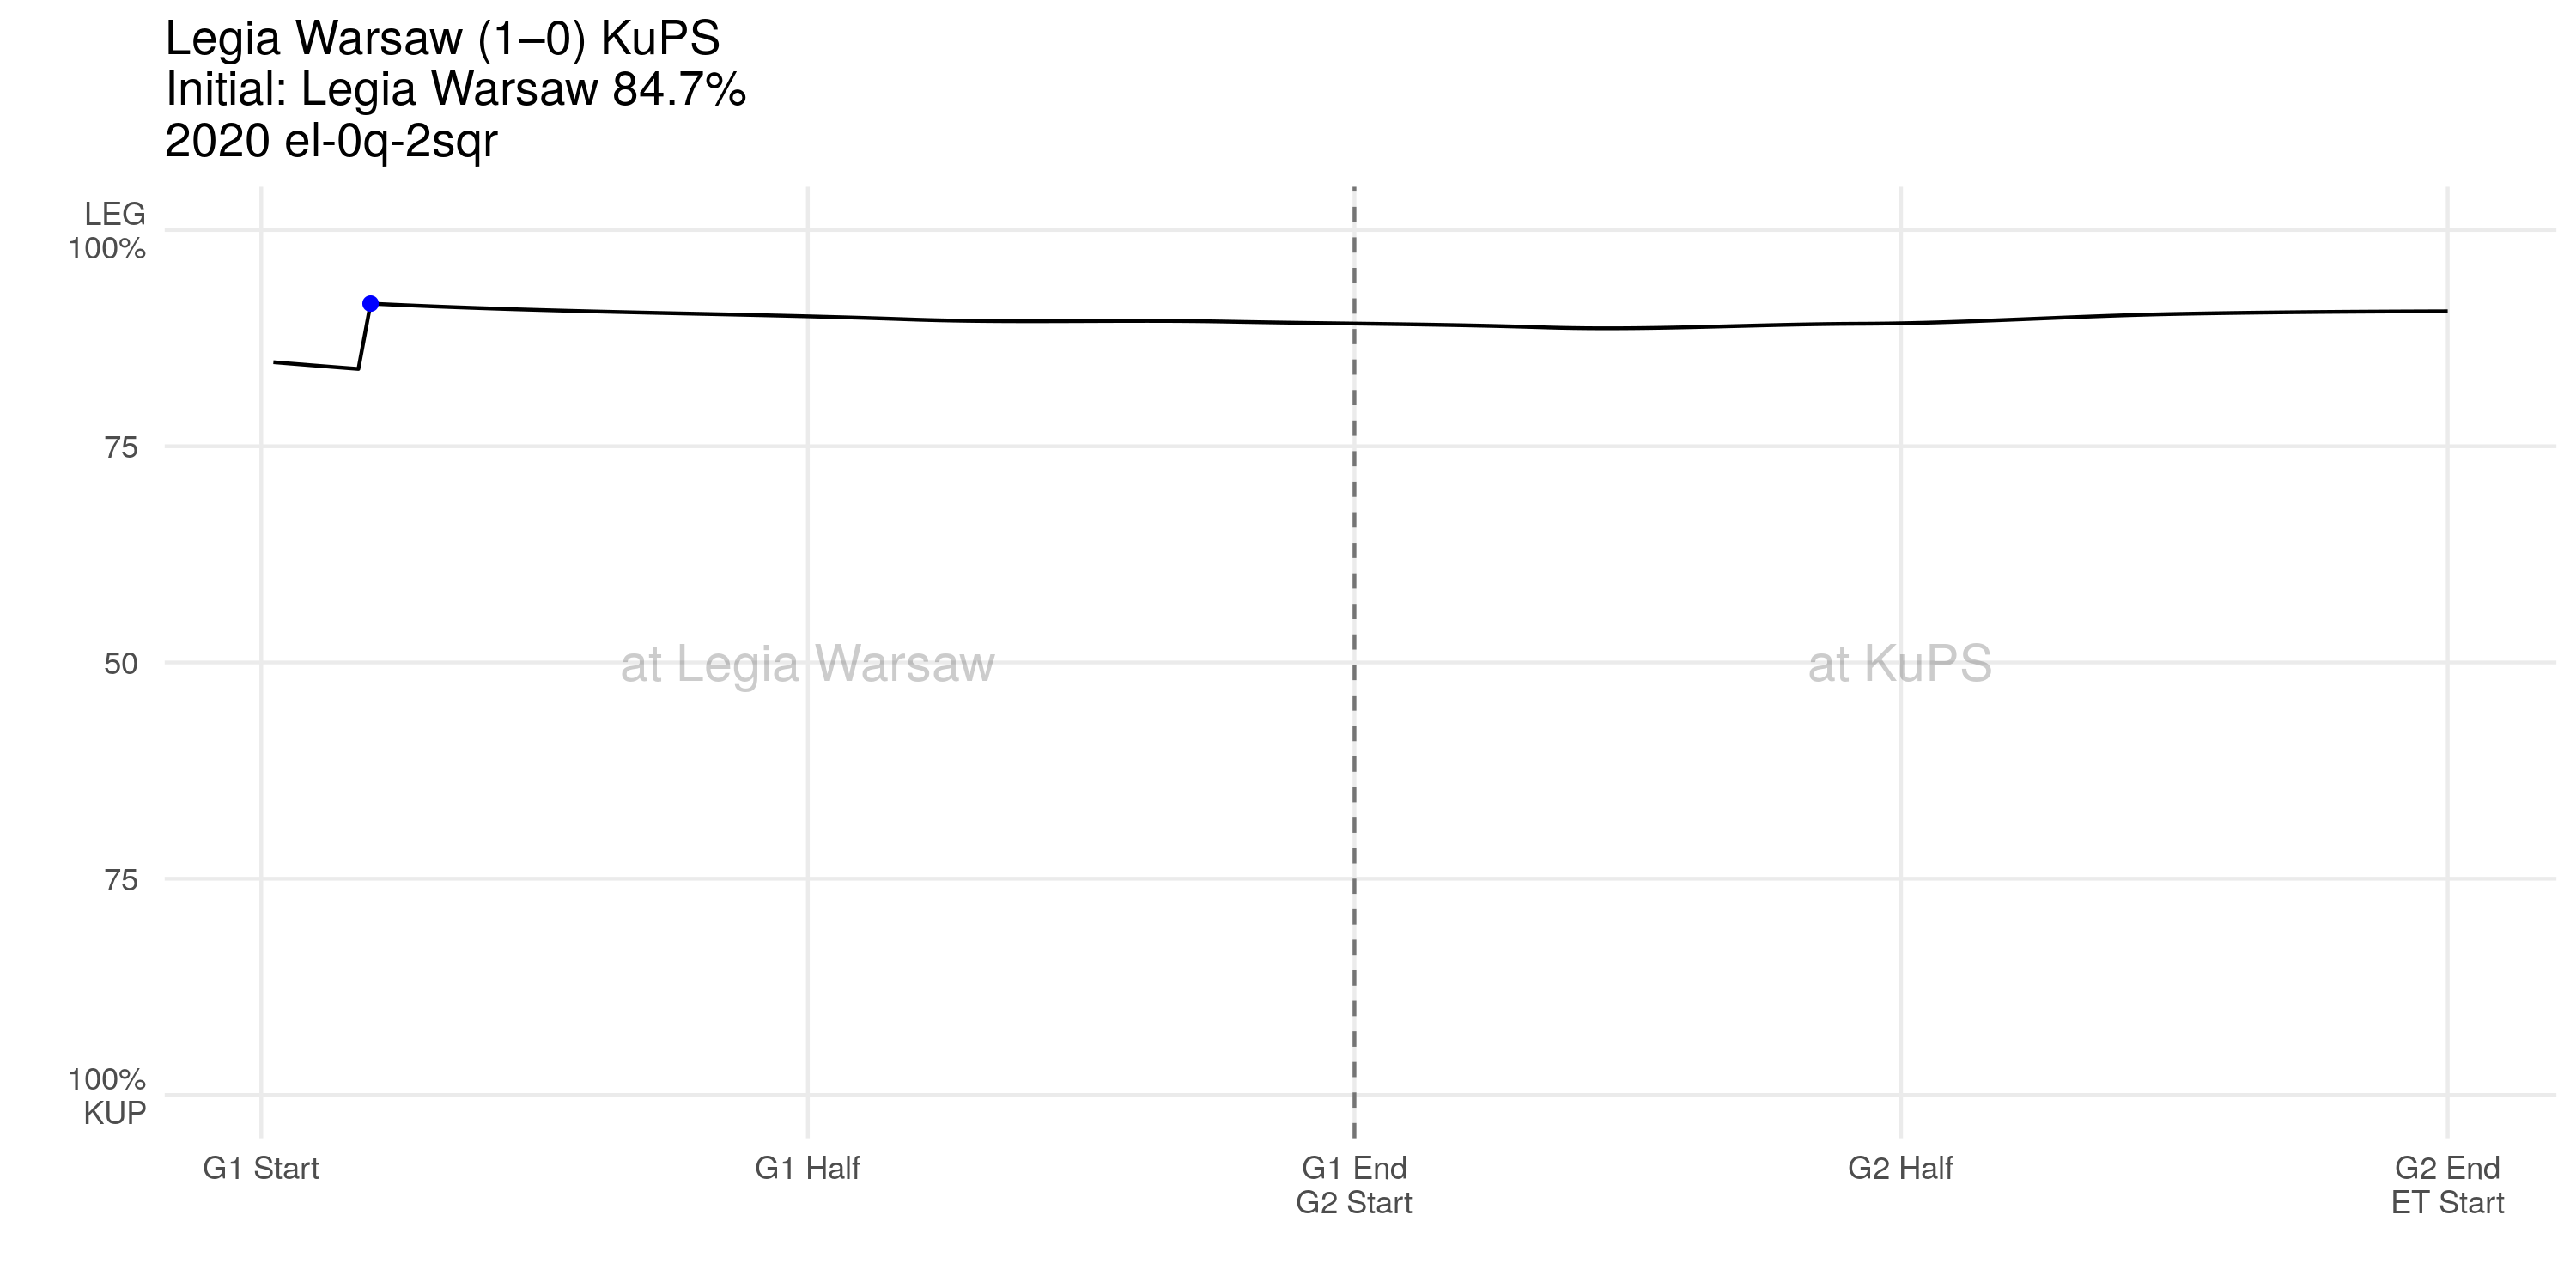 Legia Warsaw (1–0) KuPS
Initial: Legia Warsaw 84.7%
2020 el-0q-2sqr
LEG
100%
75
50
75
100%
KUP
at Legia Warsaw
at KuPS
G1 Start
G1 Half
G1 End
G2 Start
G2 Half
G2 End
ET Start